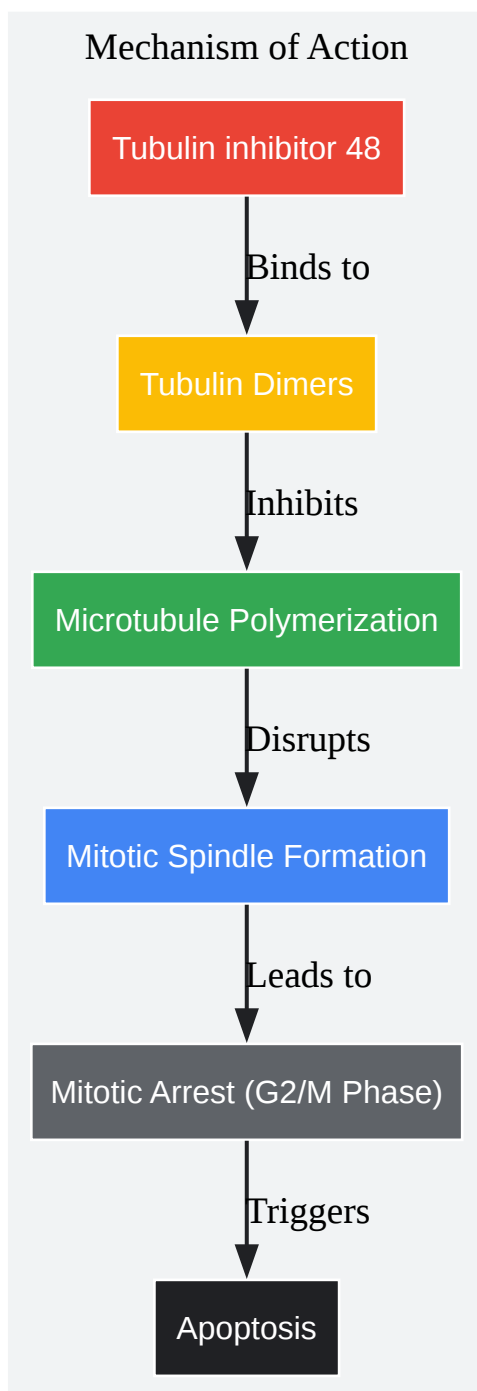 Mechanism of Action
Tubulin inhibitor 48
Binds to
Tubulin Dimers
Inhibits
Microtubule Polymerization
Disrupts
Mitotic Spindle Formation
Leads to
Mitotic Arrest (G2/M Phase)
Triggers
Apoptosis